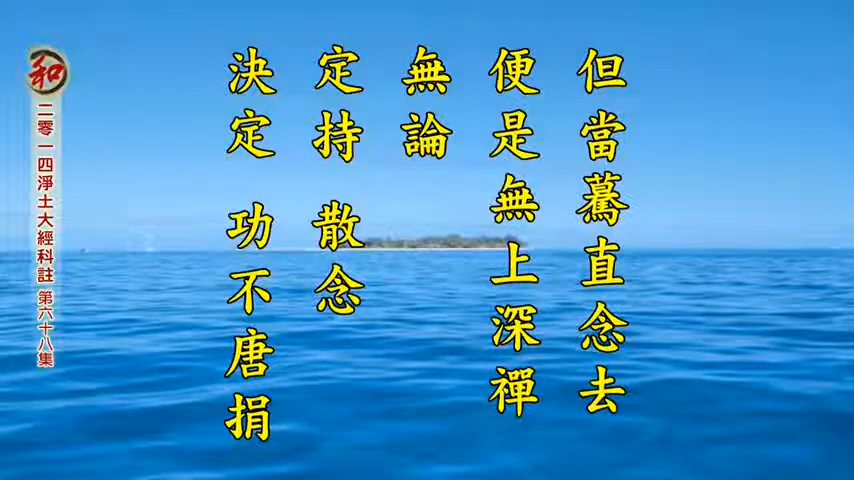 但當驀直念去
便是無上深禪
無論
定持 散念
決定 功不唐捐
和
二零一四淨土大經科註 第六十八集